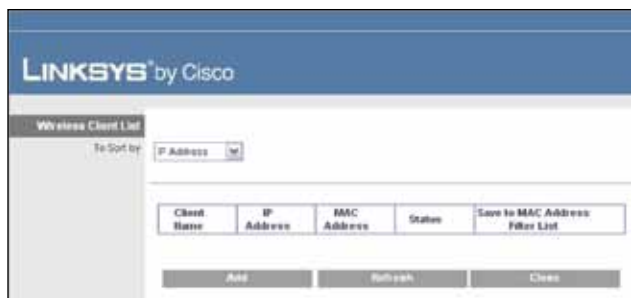 LINKSYS® by Cisco
Wireless Client List
To Sort by
IP Address
Client Name
IP Address
MAC Address
Status
Save to MAC Address Filter List
Add
Refresh
Close